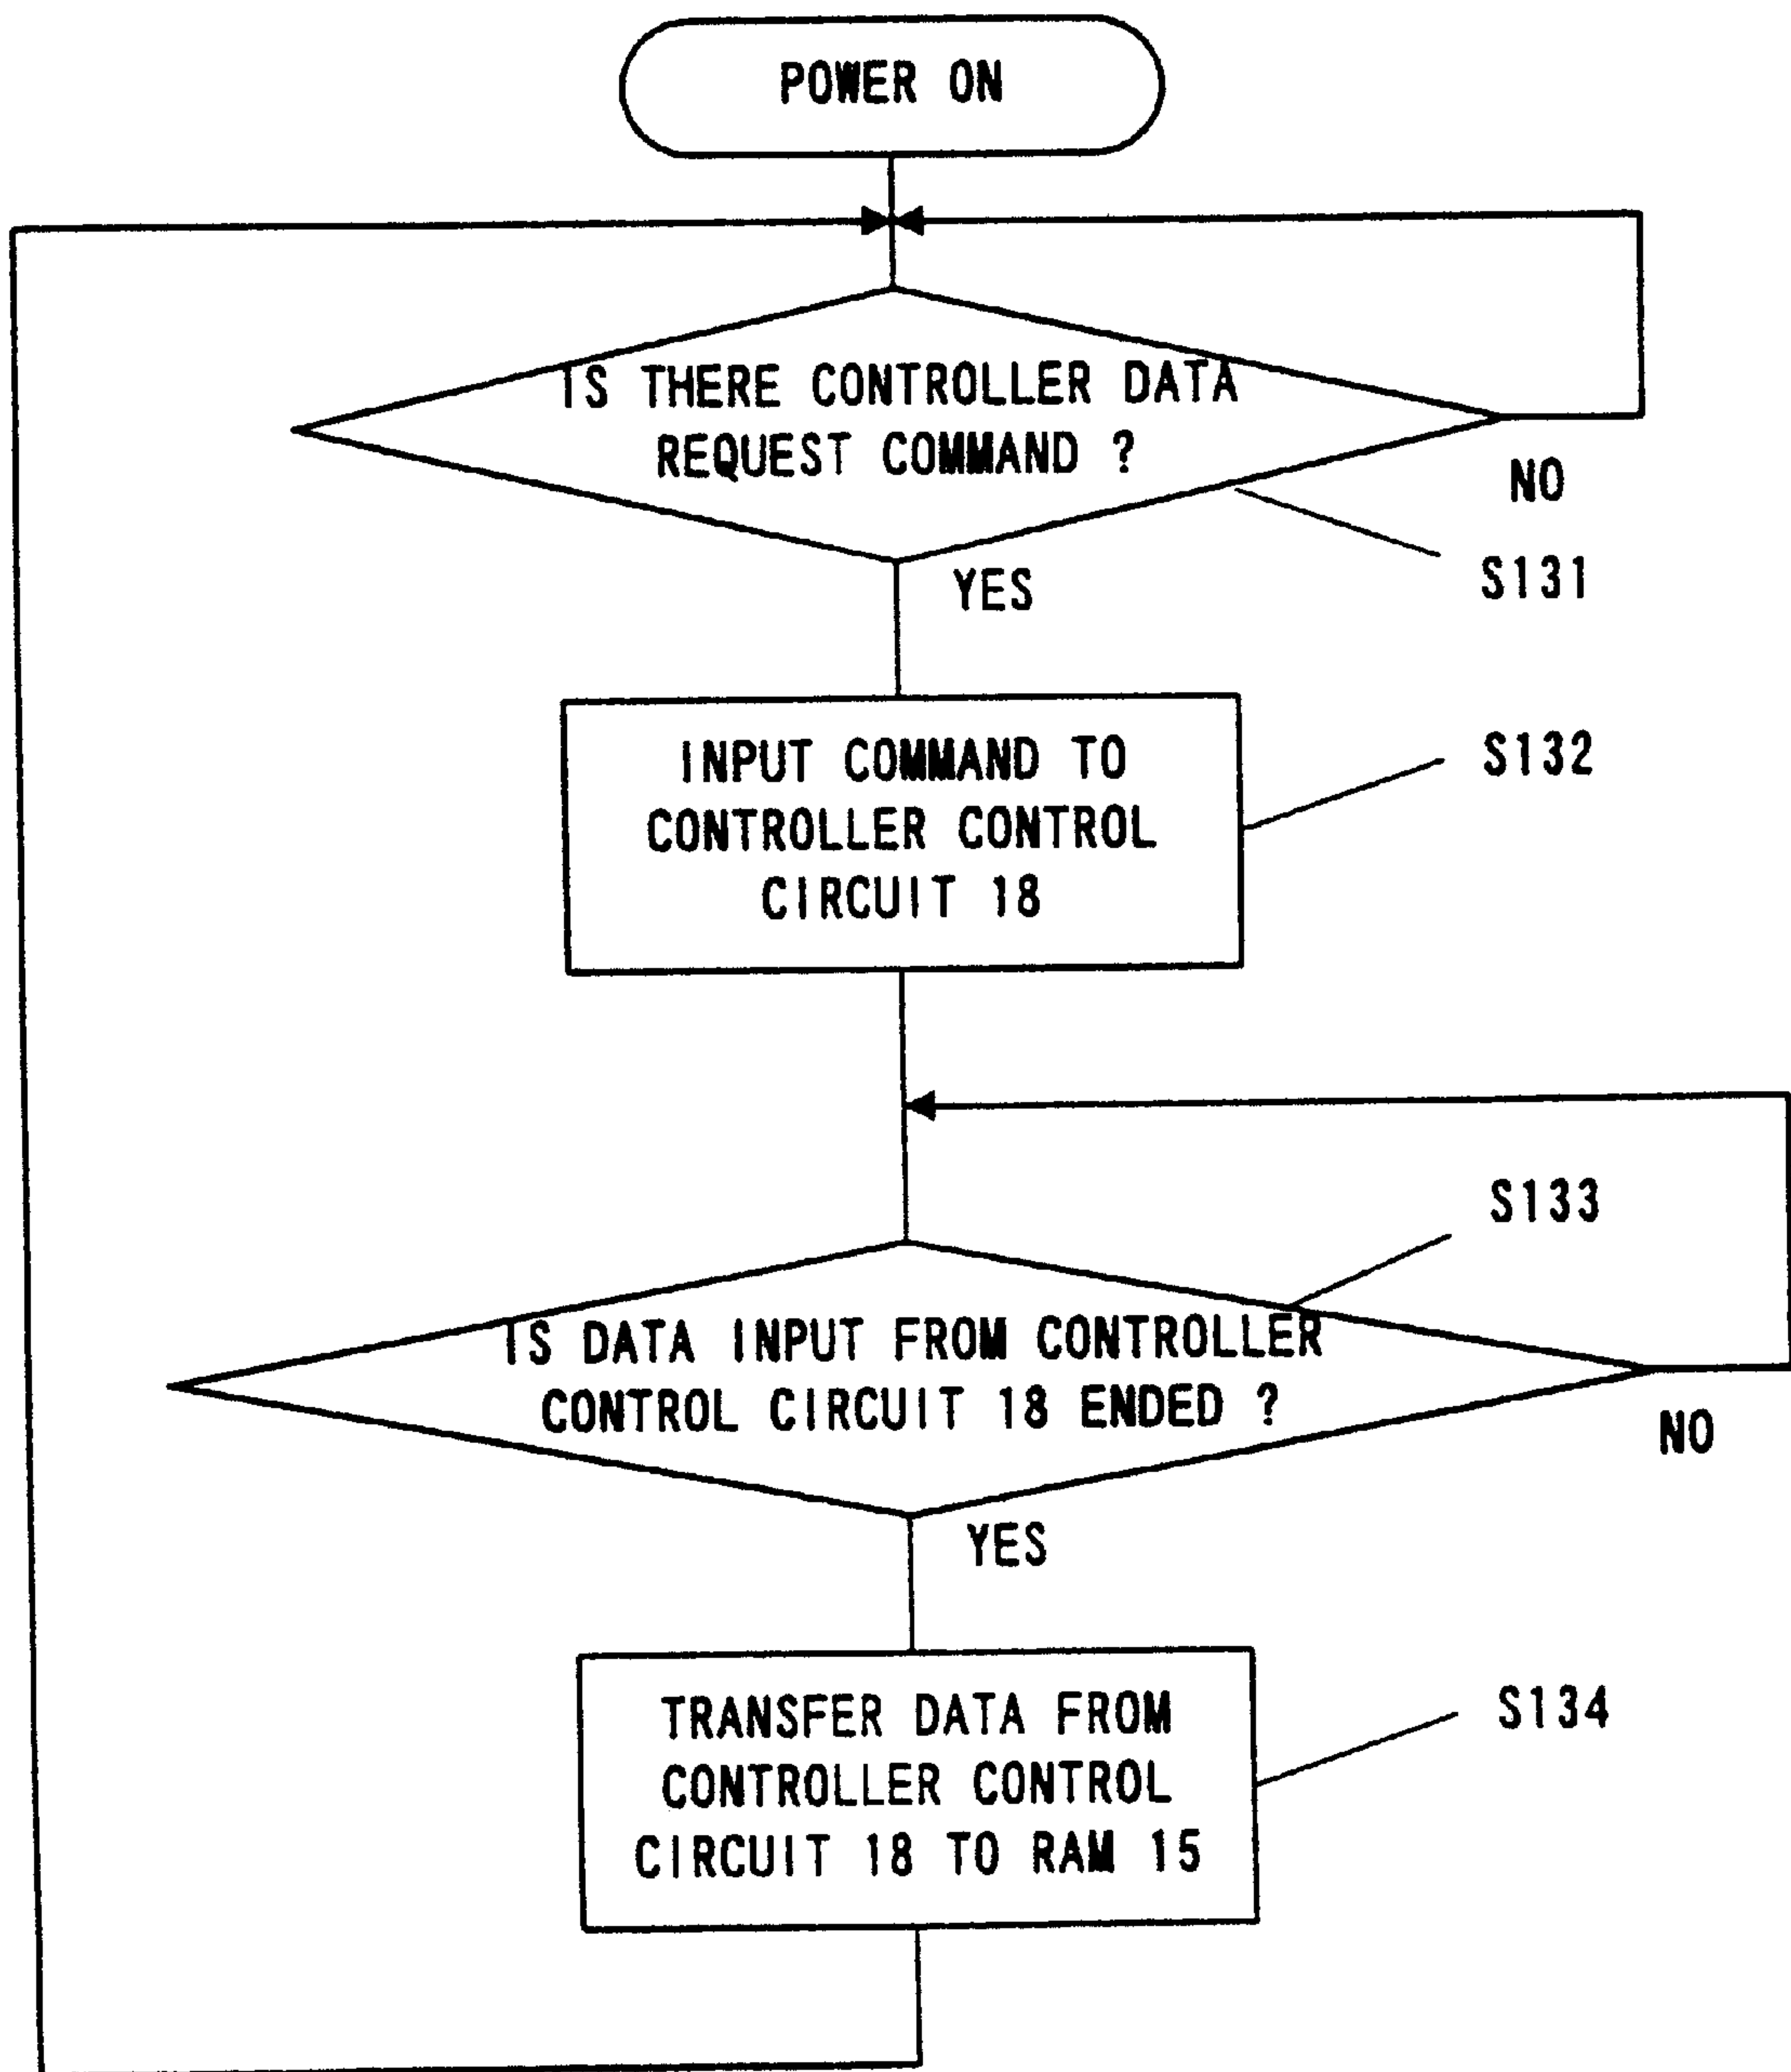 POWER ON
IS THERE CONTROLLER DATA
REQUEST COMMAND ?
NO
S131
YES
INPUT COMMAND TO
CONTROLLER CONTROL
CIRCUIT 18
S132
S133
IS DATA INPUT FROM CONTROLLER
CONTROL CIRCUIT 18 ENDED ?
NO
YES
TRANSFER DATA FROM
CONTROLLER CONTROL
CIRCUIT 18 TO RAM 15
S134